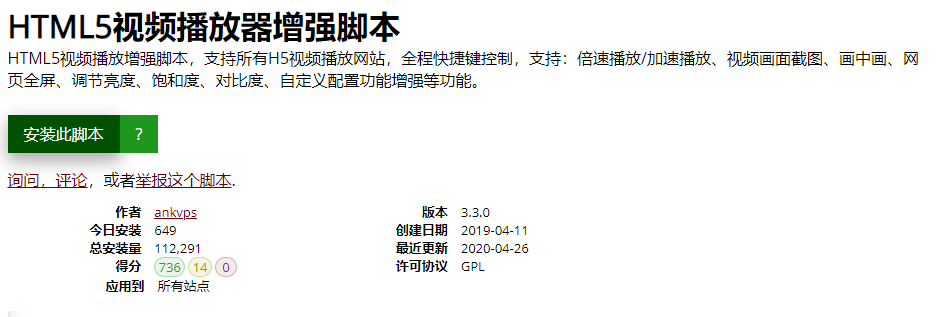 HTML5视频播放器增强脚本
HTML5视频播放增强脚本，支持所有H5视频播放网站，全程快捷键控制，支持：倍速播放/加速播放、视频画面截图、画中画、网
页全屏、调节亮度、饱和度、对比度、自定义配置功能增强等功能。
安装此脚本 ?
询问，评论，或者举报这个脚本.
作者 ankvps 版本 3.3.0
今日安装 649 创建日期 2019-04-11
总安装量 112,291 最近更新 2020-04-26
得分 736 14 0 许可协议 GPL
应用到 所有站点